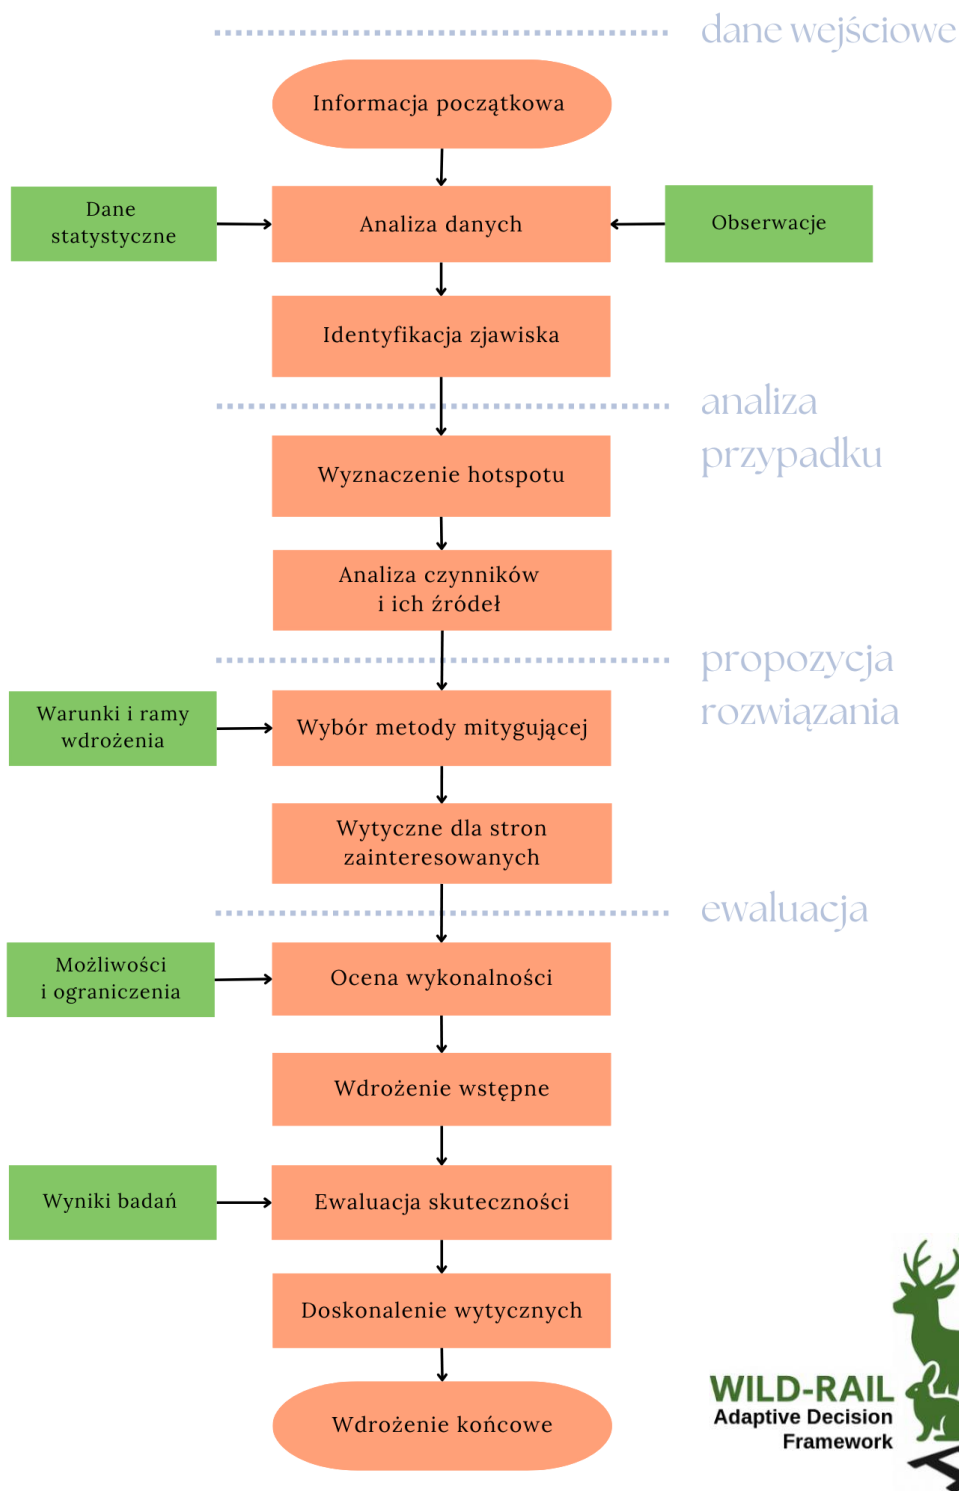 dane wejściowe
Informacja początkowa
Dane
statystyczne
Analiza danych
Obserwacje
Identyfikacja zjawiska
analiza
przypadku
Wyznaczenie hotspotu
Analiza czynników
i ich źródeł
propozycja
rozwiązania
Warunki i ramy
wdrożenia
Wybór metody mitygującej
Wytyczne dla stron
zainteresowanych
ewaluacja
Możliwości
i ograniczenia
Ocena wykonalności
Wdrożenie wstępne
Wyniki badań
Ewaluacja skuteczności
Doskonalenie wytycznych
Wdrożenie końcowe
WILD-RAIL
Adaptive Decision
Framework